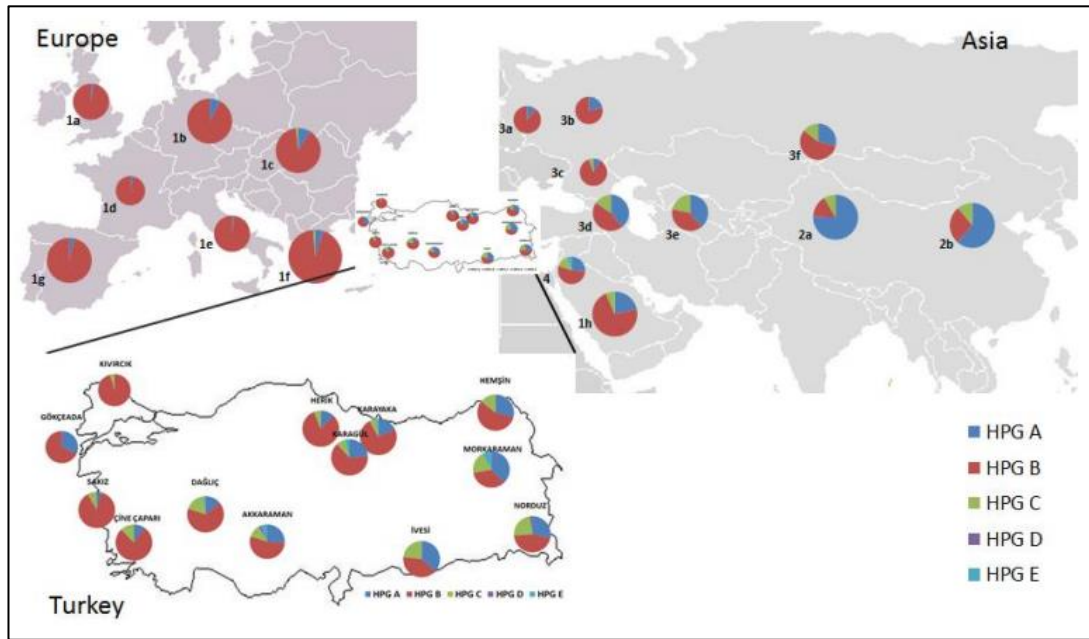 Europe
Asia
1a
1b
1c
1d
1e
1f
1g
3a
3b
3c
3d
3e
3f
2a
2b
4
1h
KIVIRCIK
GÖKÇEADA
SAKIZ
ÇİNE ÇAPARI
DAĞLIÇ
AKKARAMAN
HERİK
KARAYAKA
KARAGÜL
HEMŞİN
MORKARAMAN
NORDUZ
İVESİ
HPG A HPG B HPG C HPG D HPG E
Turkey
HPG A
HPG B
HPG C
HPG D
HPG E